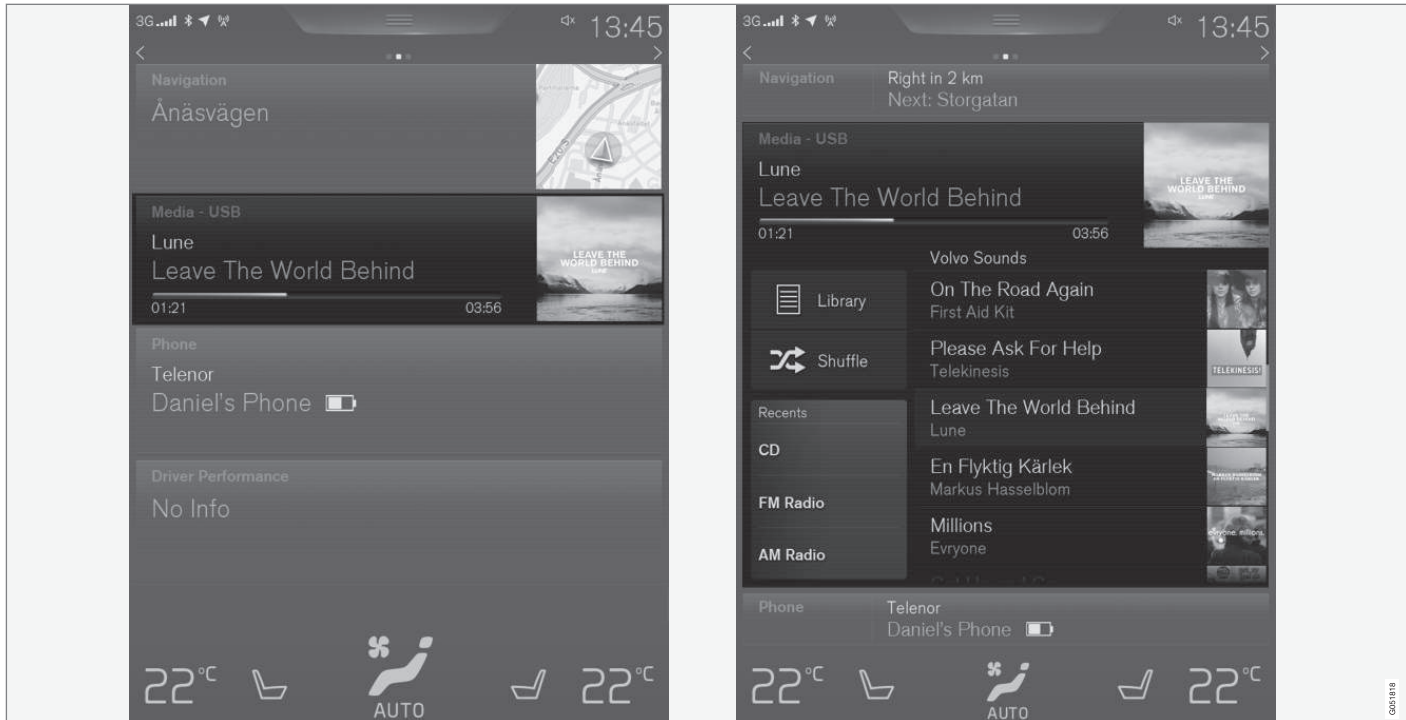 3G
13:45
Navigation
Ånäsvägen
Media - USB
Lune
Leave The World Behind
01:21
03:56
LEAVE THE
WORLD BEHIND
LUNE
Phone
Telenor
Daniel's Phone
Driver Performance
No Info
22°C
AUTO
22°C
3G
13:45
Navigation
Right in 2 km
Next: Storgatan
Media - USB
Lune
Leave The World Behind
01:21
03:56
LEAVE THE
WORLD BEHIND
LUNE
Volvo Sounds
Library
On The Road Again
First Aid Kit
Shuffle
Please Ask For Help
Telekinesis
TELEKINESIS!
Recents
CD
FM Radio
AM Radio
Leave The World Behind
Lune
En Flyktig Kärlek
Markus Hasselblom
Millions
Evryone
evryone. millions.
Phone
Telenor
Daniel's Phone
22°C
AUTO
22°C
G051818